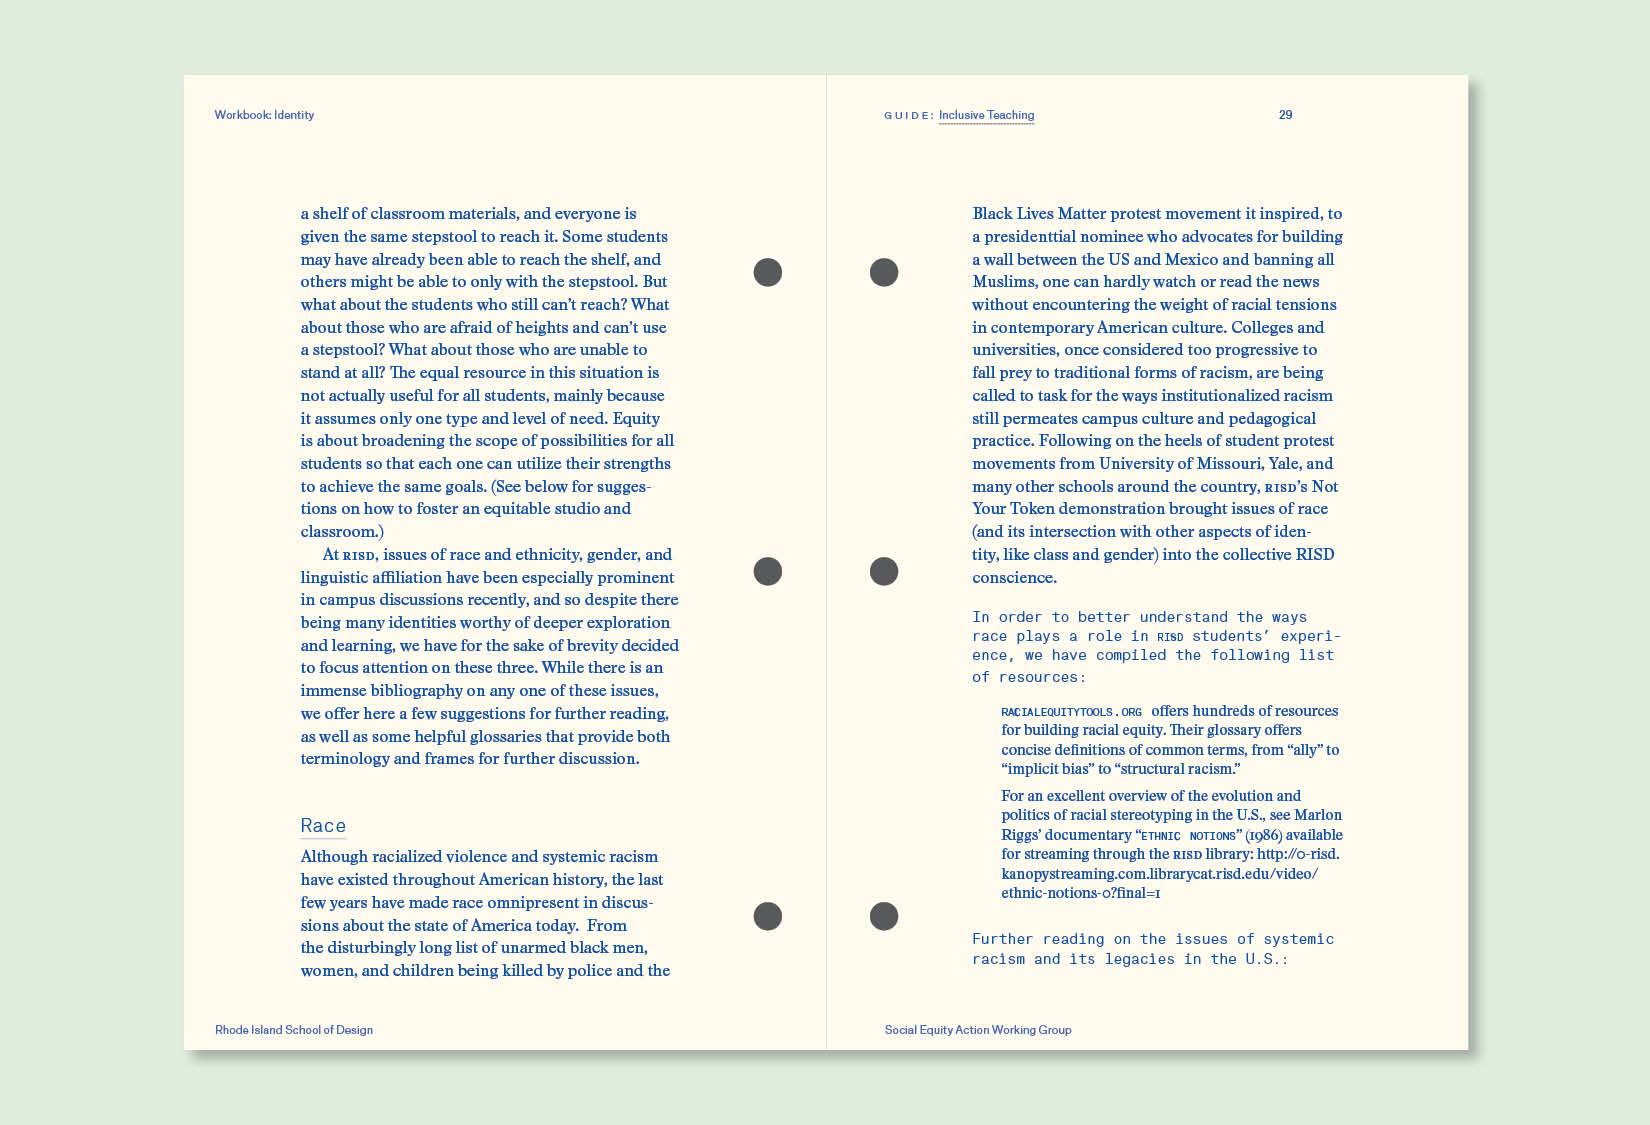 Workbook: Identity
a shelf of classroom materials, and everyone is
given the same stepstool to reach it. Some students
may have already been able to reach the shelf, and
others might be able to only with the stepstool. But
what about the students who still can’t reach? What
about those who are afraid of heights and can’t use
a stepstool? What about those who are unable to
stand at all? The equal resource in this situation is
not actually useful for all students, mainly because
it assumes only one type and level of need. Equity
is about broadening the scope of possibilities for all
students so that each one can utilize their strengths
to achieve the same goals. (See below for sugges-
tions on how to foster an equitable studio and
classroom.)
At RISD, issues of race and ethnicity, gender, and
linguistic affiliation have been especially prominent
in campus discussions recently, and so despite there
being many identities worthy of deeper exploration
and learning, we have for the sake of brevity decided
to focus attention on these three. While there is an
immense bibliography on any one of these issues,
we offer here a few suggestions for further reading,
as well as some helpful glossaries that provide both
terminology and frames for further discussion.
Race
Although racialized violence and systemic racism
have existed throughout American history, the last
few years have made race omnipresent in discus-
sions about the state of America today.  From
the disturbingly long list of unarmed black men,
women, and children being killed by police and the
Rhode Island School of Design
GUIDE: Inclusive Teaching
29
Black Lives Matter protest movement it inspired, to
a presidenttial nominee who advocates for building
a wall between the US and Mexico and banning all
Muslims, one can hardly watch or read the news
without encountering the weight of racial tensions
in contemporary American culture. Colleges and
universities, once considered too progressive to
fall prey to traditional forms of racism, are being
called to task for the ways institutionalized racism
still permeates campus culture and pedagogical
practice. Following on the heels of student protest
movements from University of Missouri, Yale, and
many other schools around the country, RISD’s Not
Your Token demonstration brought issues of race
(and its intersection with other aspects of iden-
tity, like class and gender) into the collective RISD
conscience.
In order to better understand the ways
race plays a role in RISD students’ experi-
ence, we have compiled the following list
of resources:
RACIALEQUITYTOOLS.ORG offers hundreds of resources
for building racial equity. Their glossary offers
concise definitions of common terms, from “ally” to
“implicit bias” to “structural racism.”
For an excellent overview of the evolution and
politics of racial stereotyping in the U.S., see Marlon
Riggs’ documentary “ETHNIC NOTIONS” (1986) available
for streaming through the RISD library: http://0-risd.
kanopystreaming.com.librarycat.risd.edu/video/
ethnic-notions-0?final=1
Further reading on the issues of systemic
racism and its legacies in the U.S.:
Social Equity Action Working Group